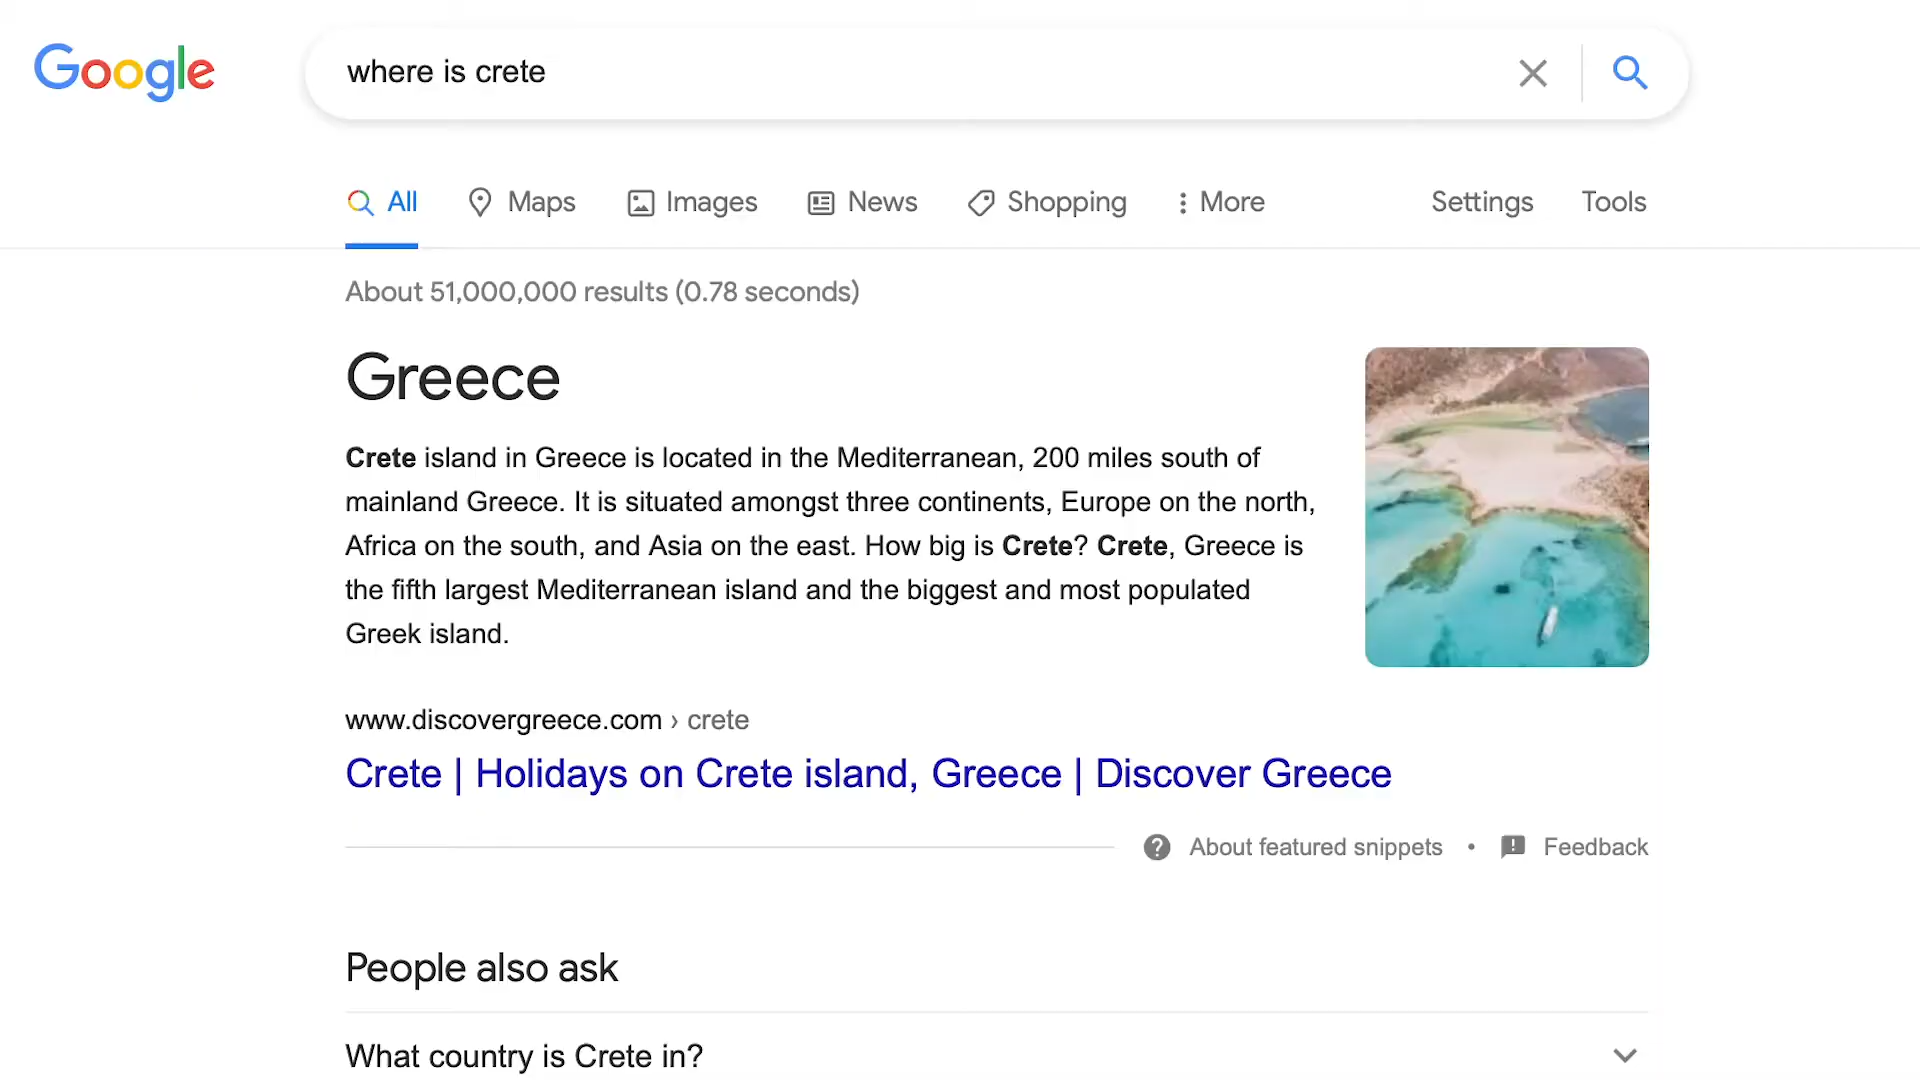 Google
where is crete
All Maps Images News Shopping More Settings Tools
About 51,000,000 results (0.78 seconds)
Greece
Crete island in Greece is located in the Mediterranean, 200 miles south of
mainland Greece. It is situated amongst three continents, Europe on the north,
Africa on the south, and Asia on the east. How big is Crete? Crete, Greece is
the fifth largest Mediterranean island and the biggest and most populated
Greek island.
www.discovergreece.com › crete
Crete | Holidays on Crete island, Greece | Discover Greece
About featured snippets • Feedback
People also ask
What country is Crete in?